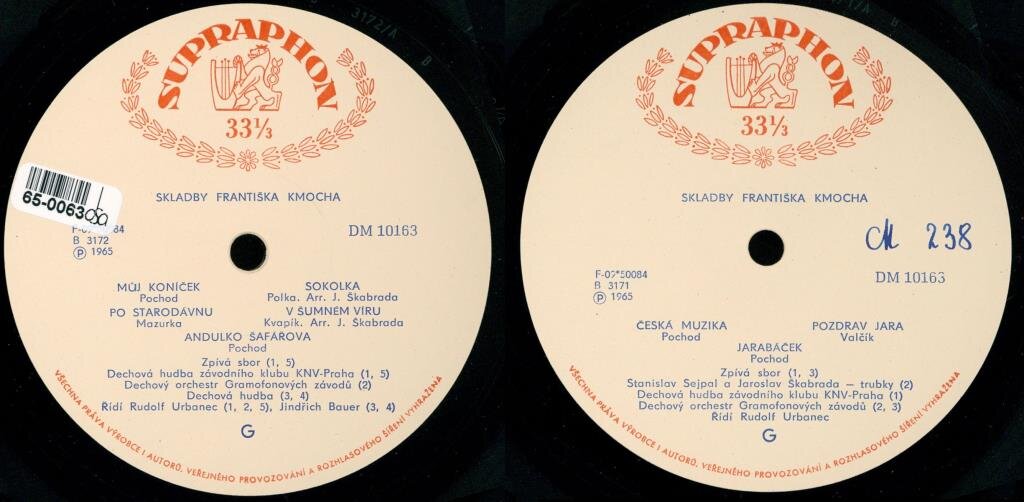 3172/A
B
SUPRAPHON
33⅓
65-0063
SKLADBY FRANTIŠKA KMOCHA
84
DM 10163
B 3172
Ⓟ 1965
MŮJ KONÍČEK
Pochod
SOKOLKA
Polka. Arr. J. Škabrada
PO STARODÁVNU
Mazurka
V ŠUMNÉM VÍRU
Kvapík. Arr. J. Škabrada
ANDULKO ŠAFÁŘOVA
Pochod
Zpívá sbor (1, 5)
Dechová hudba závodního klubu KNV-Praha (1, 5)
Dechový orchestr Gramofonových závodů (2)
Dechová hudba (3, 4)
Řídí Rudolf Urbanec (1, 2, 5), Jindřich Bauer (3, 4)
G
VŠECHNA PRÁVA VÝROBCE I AUTORŮ, VEŘEJNÉHO PROVOZOVÁNÍ A ROZHLASOVÉHO ŠÍŘENÍ VYHRAŽENA
SUPRAPHON
33⅓
SKLADBY FRANTIŠKA KMOCHA
M 238
F-02*50084
DM 10163
B 3171
Ⓟ 1965
ČESKÁ MUZIKA
Pochod
POZDRAV JARA
Valčík
JARABÁČEK
Pochod
Zpívá sbor (1, 3)
Stanislav Sejpal a Jaroslav Škabrada – trubky (2)
Dechová hudba závodního klubu KNV-Praha (1)
Dechový orchestr Gramofonových závodů (2, 3)
Řídí Rudolf Urbanec
G
VŠECHNA PRÁVA VÝROBCE I AUTORŮ, VEŘEJNÉHO PROVOZOVÁNÍ A ROZHLASOVÉHO ŠÍŘENÍ VYHRAŽENA